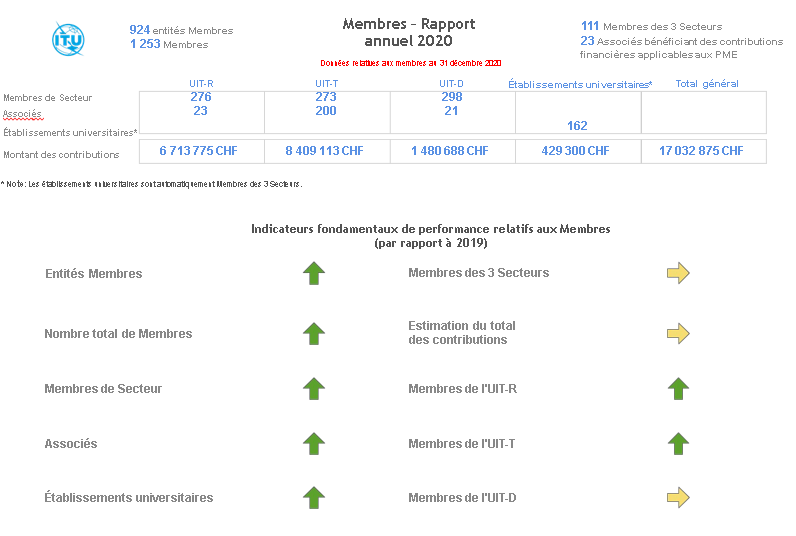 ITU
924 entités Membres
1 253 Membres
Membres – Rapport
annuel 2020
Données relatives aux membres au 31 décembre 2020
111 Membres des 3 Secteurs
23 Associés bénéficiant des contributions
financières applicables aux PME
UIT-R UIT-T UIT-D Établissements universitaires* Total général
Membres de Secteur 276 273 298
Associés 23 200 21
Établissements universitaires* 162
Montant des contributions 6 713 775 CHF 8 409 113 CHF 1 480 688 CHF 429 300 CHF 17 032 875 CHF
* Note: Les établissements universitaires sont automatiquement Membres des 3 Secteurs.
Indicateurs fondamentaux de performance relatifs aux Membres
(par rapport à 2019)
Entités Membres Membres des 3 Secteurs
Nombre total de Membres Estimation du total
des contributions
Membres de Secteur Membres de l'UIT-R
Associés Membres de l'UIT-T
Établissements universitaires Membres de l'UIT-D